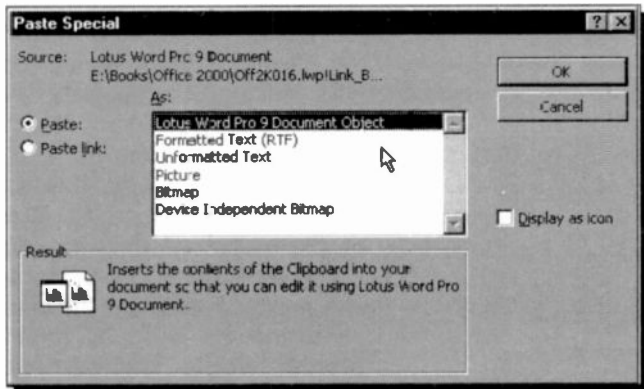 Paste Special
Source: Lotus Word Prc 9 Document
E:\Books\Office 2000\Off2K016.lwp!Link_B...
OK
Cancel
As:
Paste:
Paste link:
Lotus Word Pro 9 Document Object
Formatted Text (RTF)
Unformatted Text
Picture
Bitmap
Device Independent Bitmap
Display as icon
Result
Inserts the contents of the Clipboard into your
document so that you can edit it using Lotus Word Pro
9 Document.